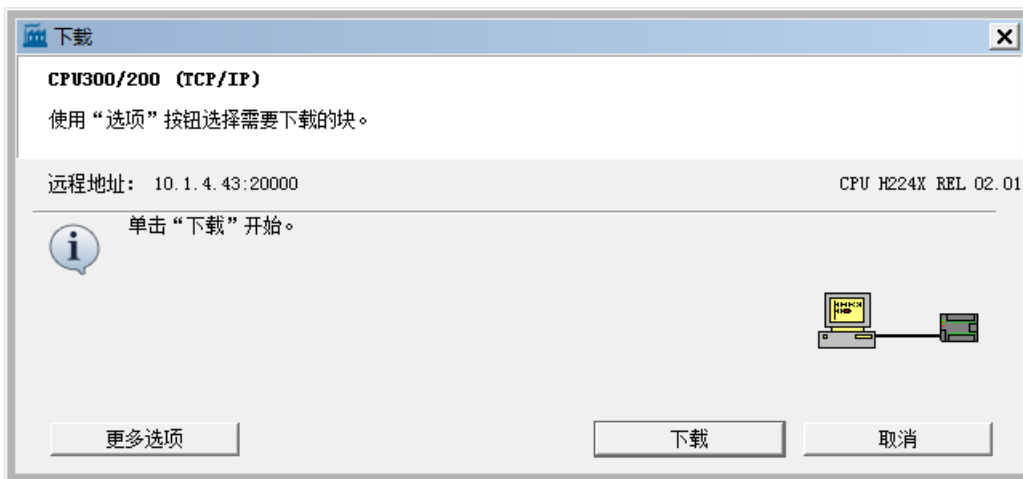 下载
CPU300/200 (TCP/IP)
使用“选项”按钮选择需要下载的块。
远程地址: 10.1.4.43:20000 CPU H224X REL 02.01
单击“下载”开始。
更多选项 下载 取消